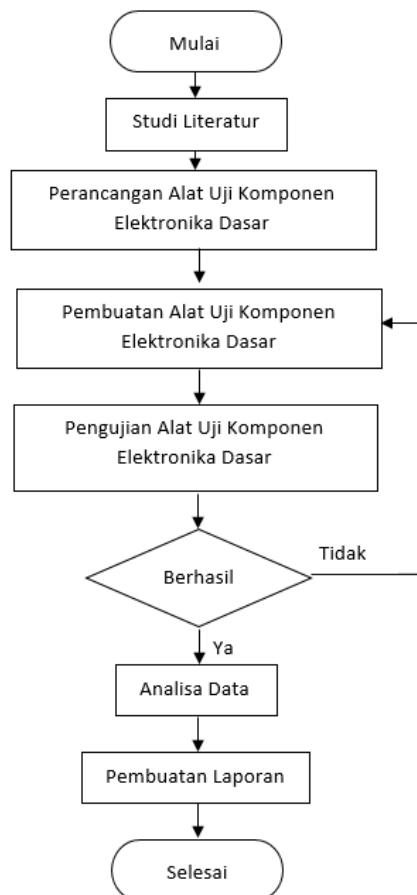 Mulai
Studi Literatur
Perancangan Alat Uji Komponen
Elektronika Dasar
Pembuatan Alat Uji Komponen
Elektronika Dasar
Pengujian Alat Uji Komponen
Elektronika Dasar
Berhasil
Tidak
Ya
Analisa Data
Pembuatan Laporan
Selesai